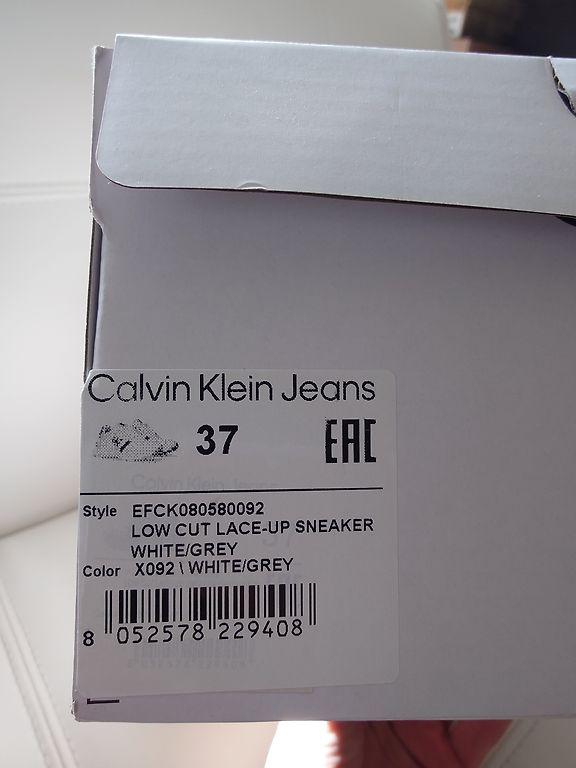 Calvin Klein Jeans
37 EAC
Style EFCK080580092
LOW CUT LACE-UP SNEAKER
WHITE/GREY
Color X092 \ WHITE/GREY
8 052578 229408